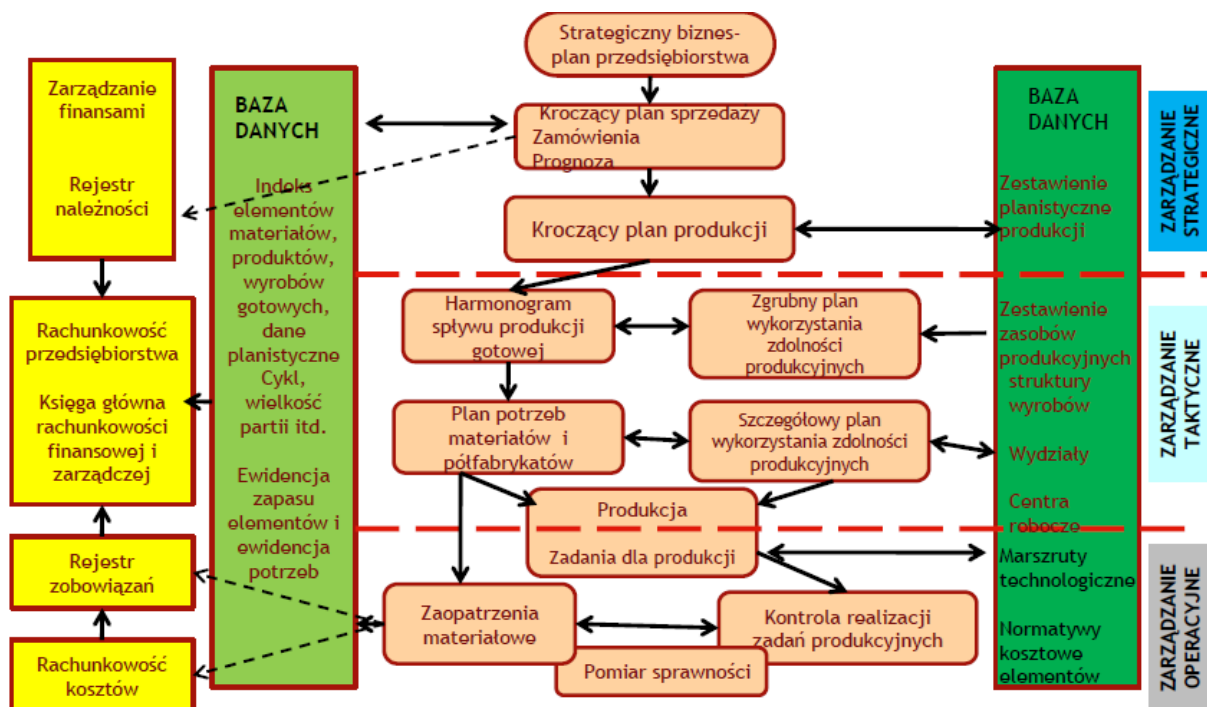 Strategiczny biznes-
plan przedsiębiorstwa
Zarządzanie
finansami
Rejestr
należności
Rachunkowość
przedsiębiorstwa
Księga główna
rachunkowości
finansowej i
zarządczej
Rejestr
zobowiązań
Rachunkowość
kosztów
BAZA
DANYCH
Indeks
elementów
materiałów,
produktów,
wyrobów
gotowych,
dane
planistyczne
Cykl,
wielkość
partii itd.
Ewidencja
zapasu
elementów i
ewidencja
potrzeb
Kroczący plan sprzedaży
Zamówienia
Prognoza
Kroczący plan produkcji
Harmonogram
spływu produkcji
gotowej
Zgrubny plan
wykorzystania
zdolności
produkcyjnych
Plan potrzeb
materiałów i
półfabrykatów
Szczegółowy plan
wykorzystania zdolności
produkcyjnych
Produkcja
Zadania dla produkcji
Zaopatrzenia
materiałowe
Kontrola realizacji
zadań produkcyjnych
Pomiar sprawności
BAZA
DANYCH
Zestawienie
planistyczne
produkcji
Zestawienie
zasobów
produkcyjnych
struktury
wyrobów
Wydziały
Centra
robocze
Marszruty
technologiczne
Normatywy
kosztowe
elementów
ZARZĄDZANIE
STRATEGICZNE
ZARZĄDZANIE
TAKTYCZNE
ZARZĄDZANIE
OPERACYJNE